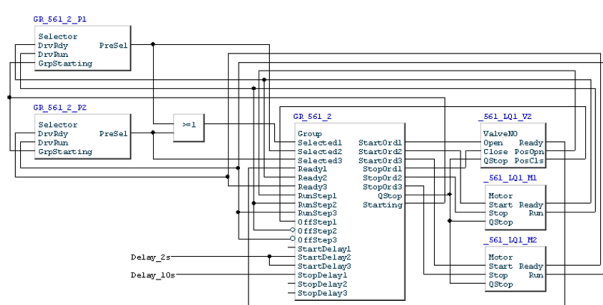 GR_561_2_P1
Selector
DrvRdy PreSel
DrvRun
GrpStarting
GR_561_2_P2
Selector
DrvRdy PreSel
DrvRun
GrpStarting
>=1
GR_561_2
Group
Selected1 StartOrd1
Selected2 StartOrd2
Selected3 StartOrd3
Ready1 StopOrd1
Ready2 StopOrd2
Ready3 StopOrd3
RunStep1 QStop
RunStep2 Starting
RunStep3
OffStep1
OffStep2
OffStep3
StartDelay1
StartDelay2
StartDelay3
StopDelay1
StopDelay2
StopDelay3
Delay_2s
Delay_10s
_561_LQ1_V2
ValveNO
Open Ready
Close PosOpn
QStop PosCls
_561_LQ1_M1
Motor
Start Ready
Stop Run
QStop
_561_LQ1_M2
Motor
Start Ready
Stop Run
QStop